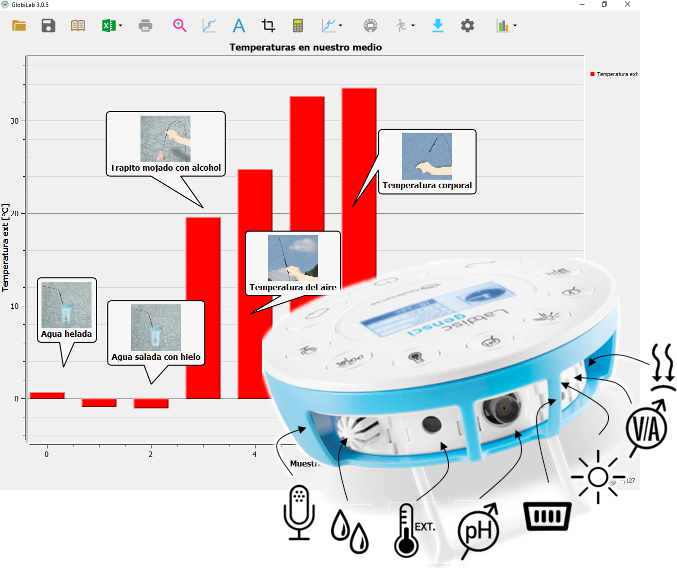 GlobiLab 3.0.5
Temperaturas en nuestro medio
Temperatura ext
Temperatura ext [°C]
30
20
10
0
Trapito mojado con alcohol
Temperatura corporal
Temperatura del aire
Agua helada
Agua salada con hielo
0
2
4
Labdisc
gensci
V/A
EXT.
pH